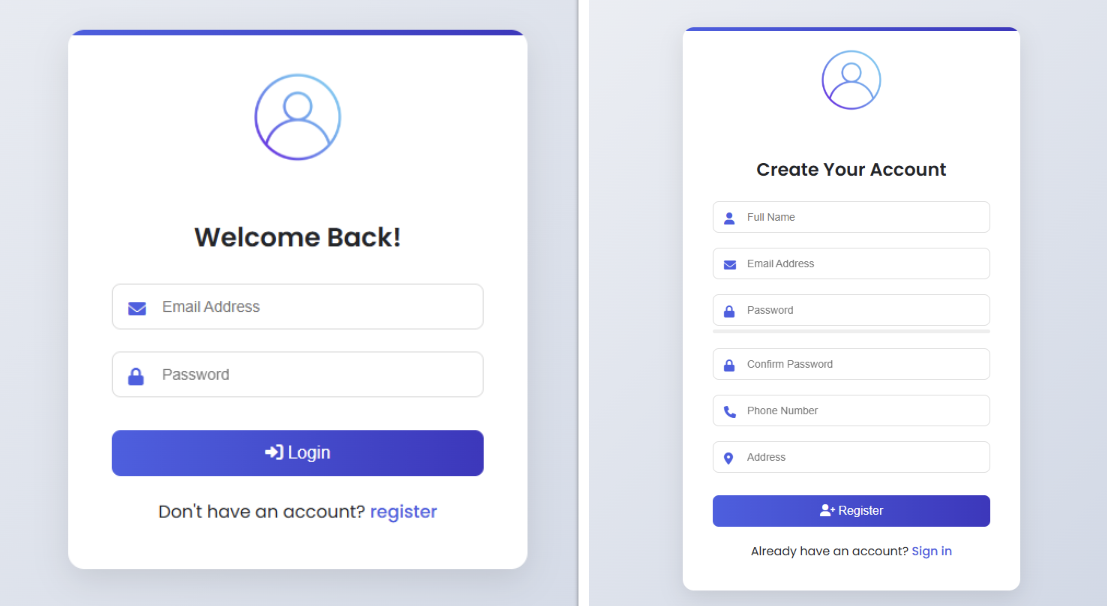 Welcome Back!
Email Address
Password
Login
Don't have an account? register
Create Your Account
Full Name
Email Address
Password
Confirm Password
Phone Number
Address
Register
Already have an account? Sign in